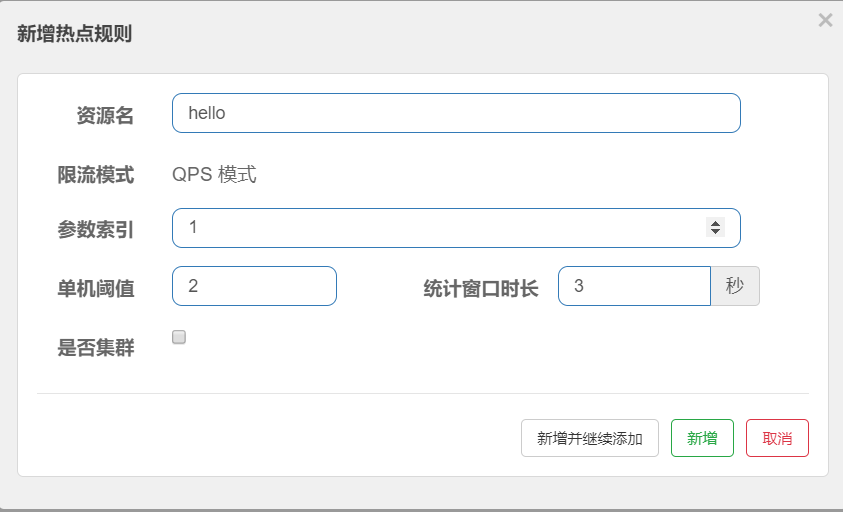 新增热点规则
资源名 hello
限流模式 QPS 模式
参数索引 1
单机阈值 2 统计窗口时长 3 秒
是否集群
新增并继续添加 新增 取消